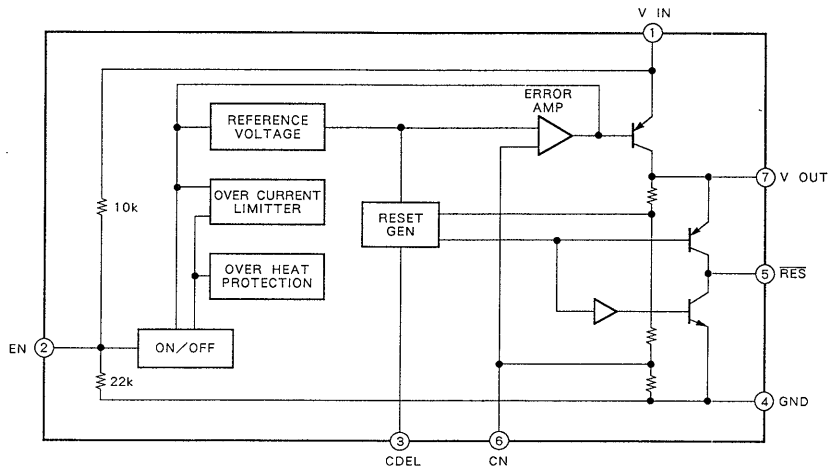 V IN
1
ERROR
AMP
REFERENCE
VOLTAGE
7 V OUT
10k
OVER CURRENT
LIMITTER
RESET
GEN
OVER HEAT
PROTECTION
5 RES
EN 2
ON/OFF
22k
4 GND
3
6
CDEL
CN